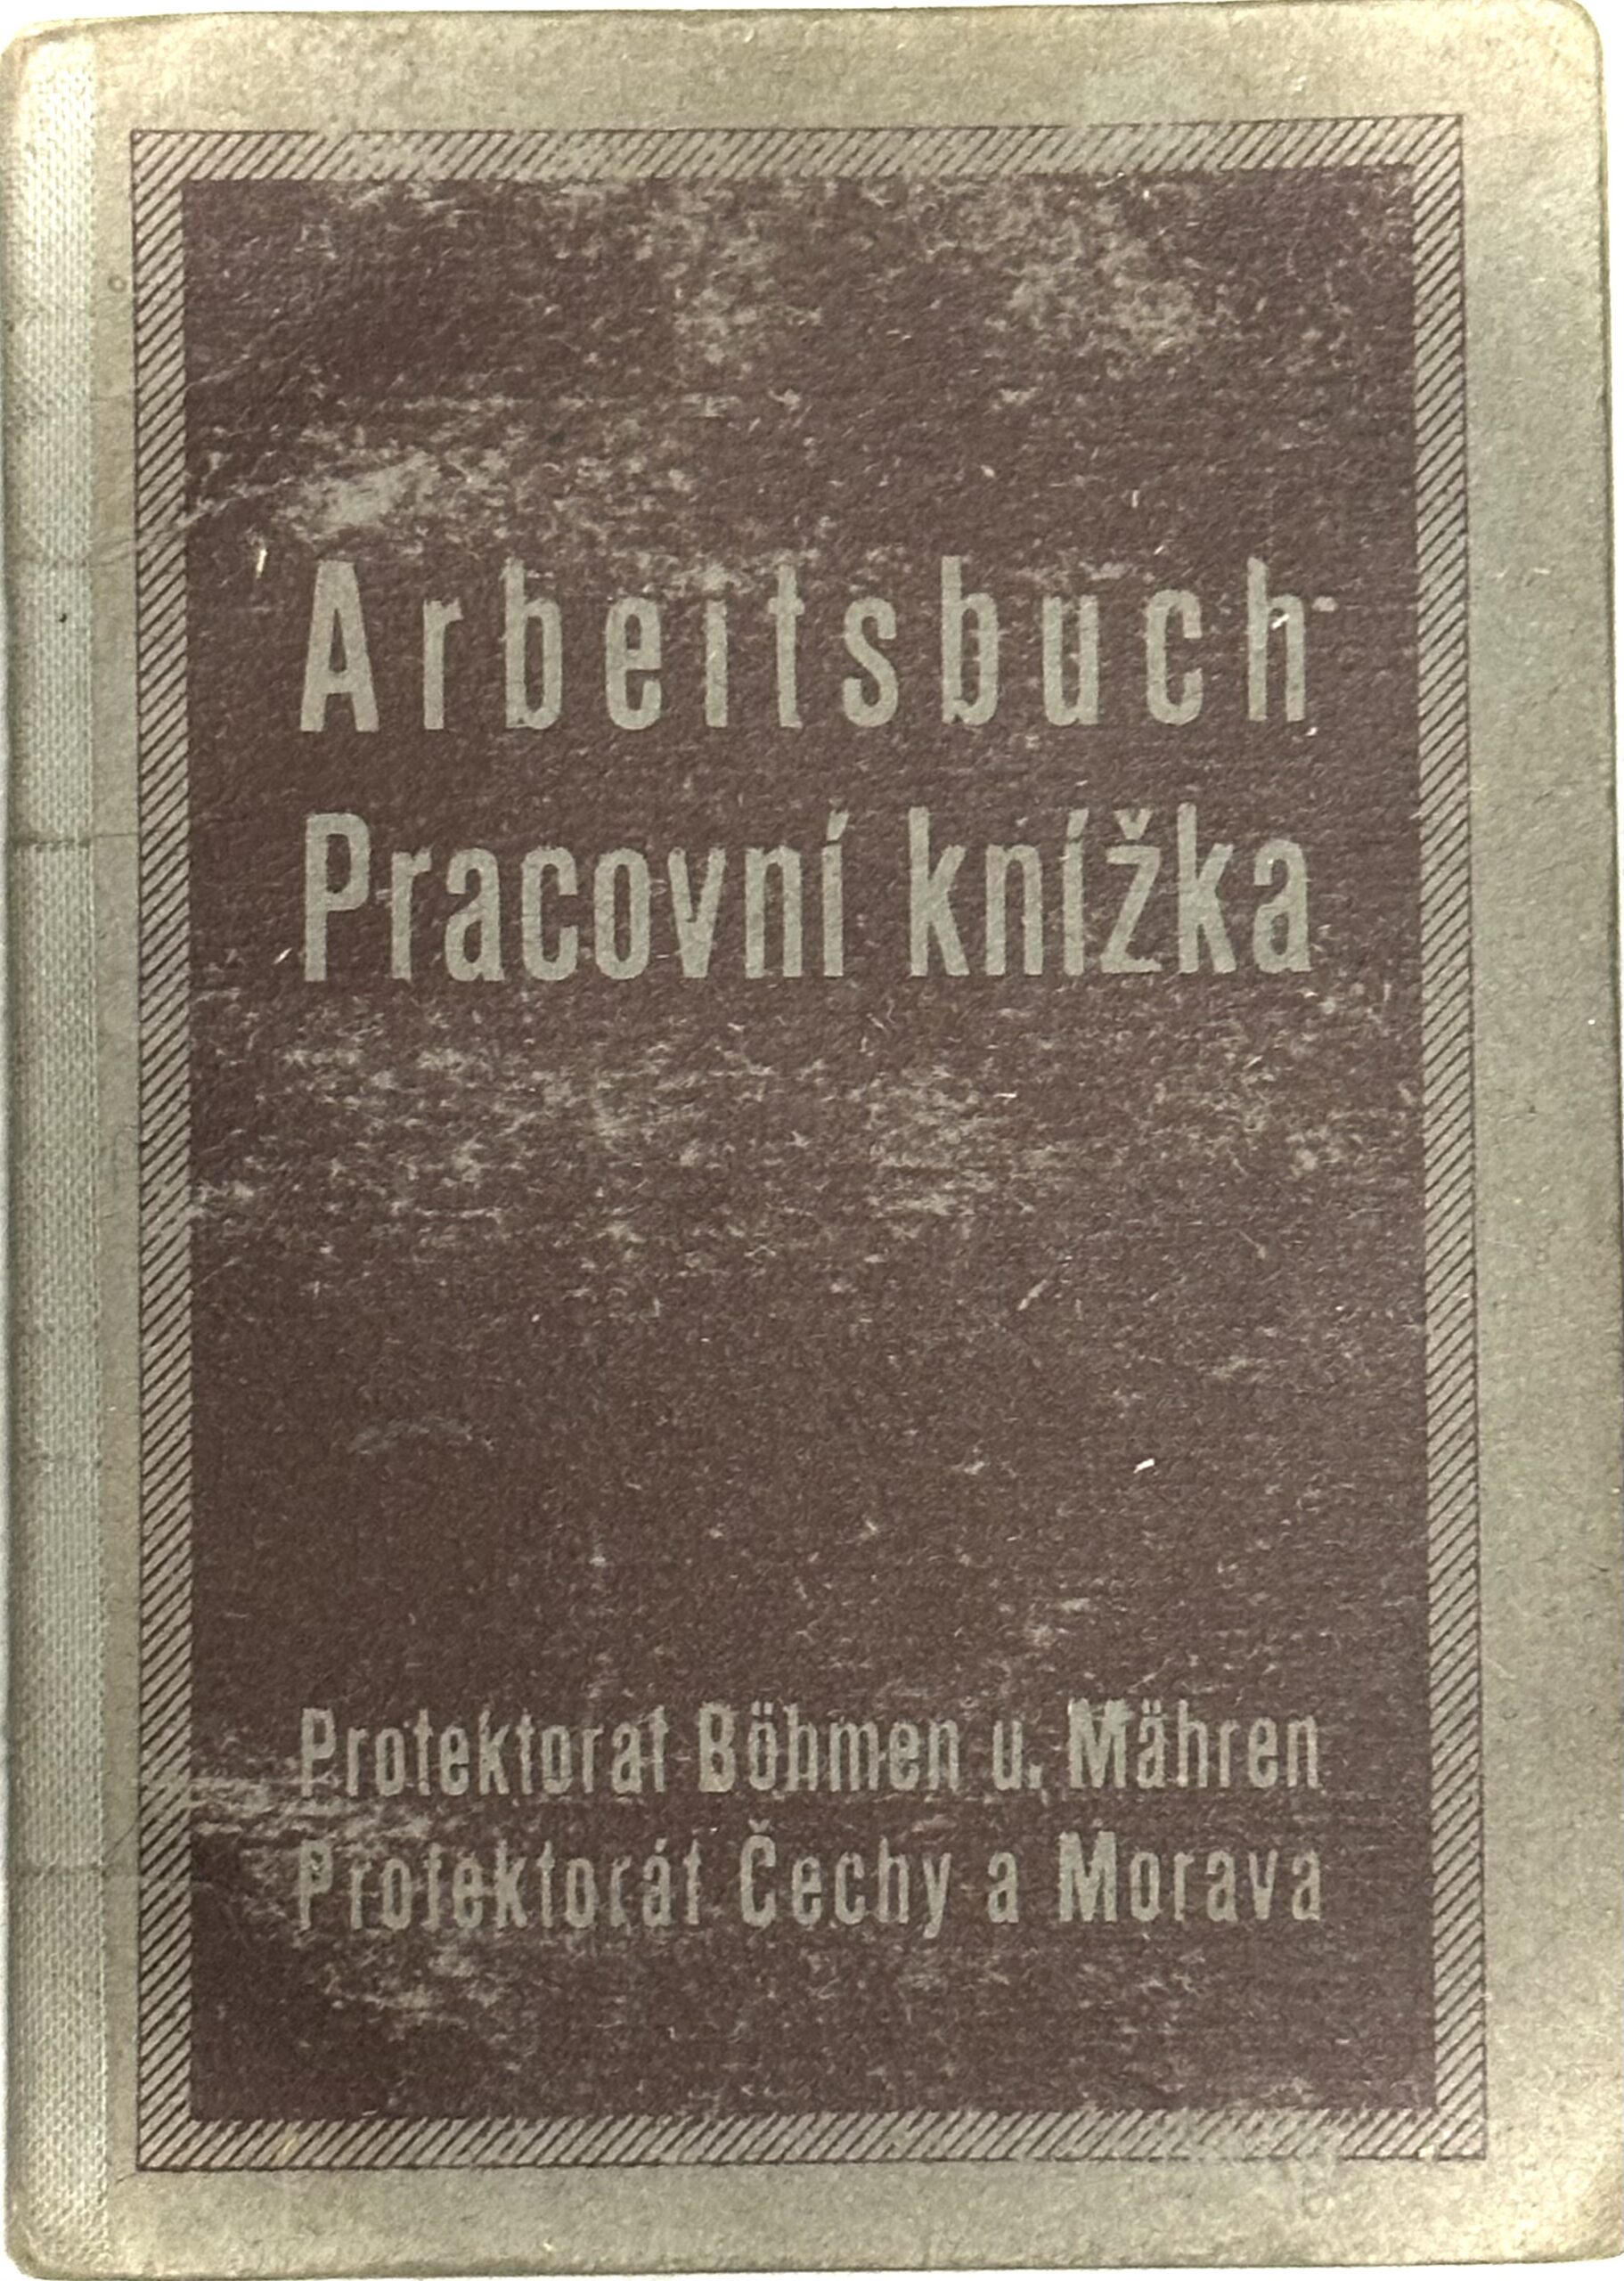 Arbeitsbuch
Pracovní knížka
Protektorat Böhmen u. Mähren
Protektorát Čechy a Morava